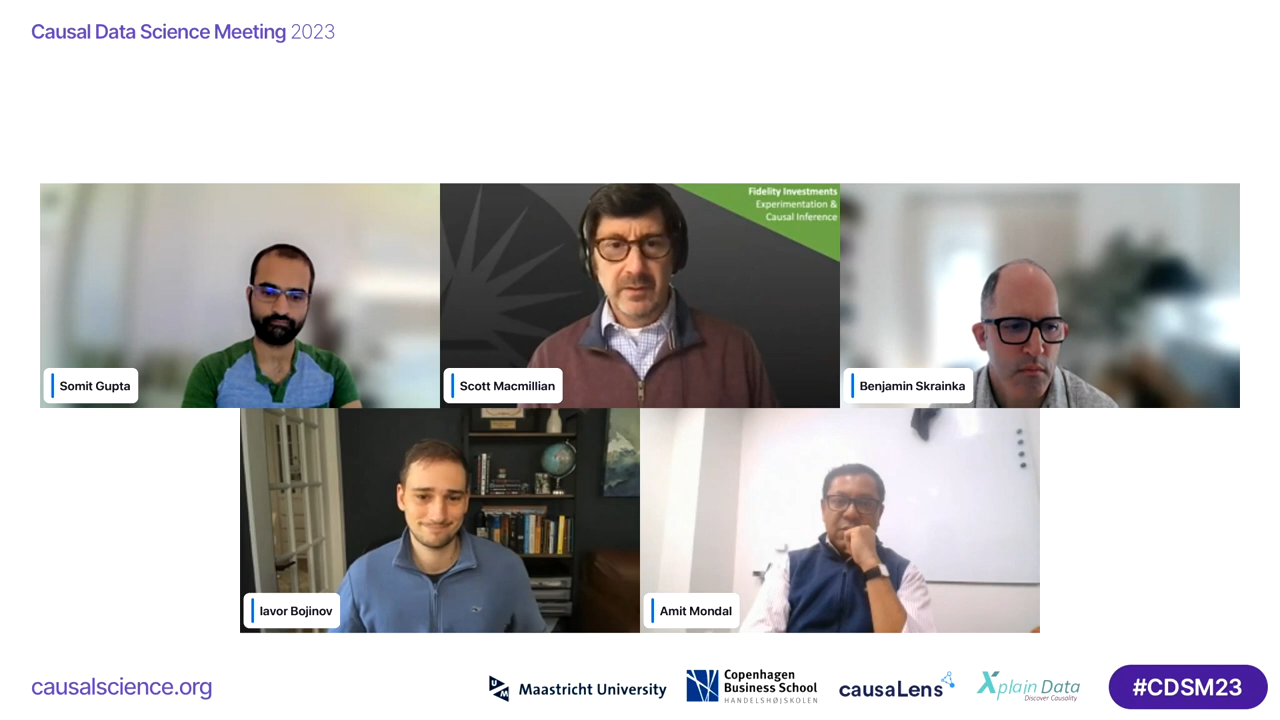 Causal Data Science Meeting 2023
Fidelity Investments
Experimentation &
Causal Inference
Somit Gupta
Scott Macmillian
Benjamin Skrainka
Iavor Bojinov
Amit Mondal
causalscience.org
UM
Maastricht University
Copenhagen
Business School
HANDELSHØJSKOLEN
causaLens
Xplain Data
Discover Causality
#CDSM23